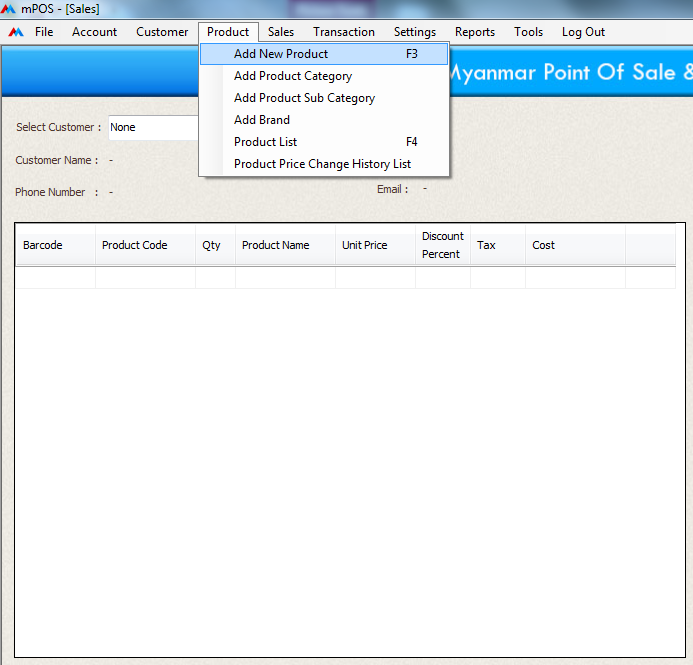 mPOS - [Sales]
File Account Customer Product Sales Transaction Settings Reports Tools Log Out
Add New Product F3
Add Product Category
Add Product Sub Category
Add Brand
Product List F4
Product Price Change History List
Myanmar Point Of Sale &
Select Customer : None
Customer Name : -
Phone Number : -
Email : -
Barcode Product Code Qty Product Name Unit Price Discount Percent Tax Cost